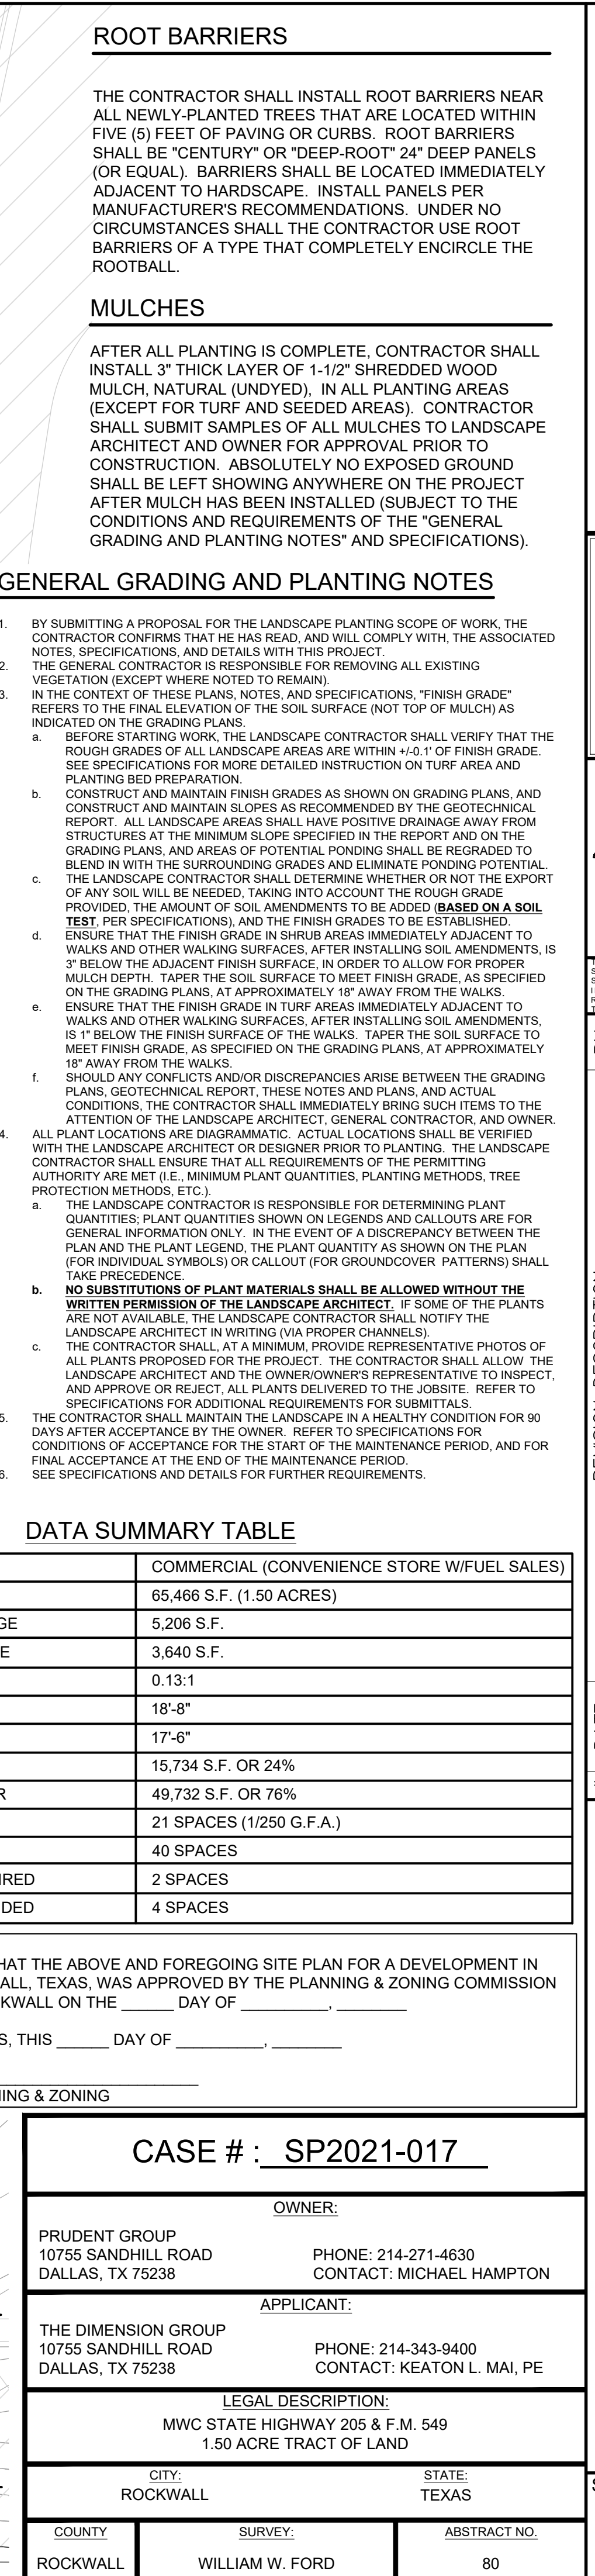 ROOT BARRIERS
THE CONTRACTOR SHALL INSTALL ROOT BARRIERS NEAR
ALL NEWLY-PLANTED TREES THAT ARE LOCATED WITHIN
FIVE (5) FEET OF PAVING OR CURBS. ROOT BARRIERS
SHALL BE "CENTURY" OR "DEEP-ROOT" 24" DEEP PANELS
(OR EQUAL). BARRIERS SHALL BE LOCATED IMMEDIATELY
ADJACENT TO HARDSCAPE. INSTALL PANELS PER
MANUFACTURER'S RECOMMENDATIONS. UNDER NO
CIRCUMSTANCES SHALL THE CONTRACTOR USE ROOT
BARRIERS OF A TYPE THAT COMPLETELY ENCIRCLE THE
ROOTBALL.
MULCHES
AFTER ALL PLANTING IS COMPLETE, CONTRACTOR SHALL
INSTALL 3" THICK LAYER OF 1-1/2" SHREDDED WOOD
MULCH, NATURAL (UNDYED), IN ALL PLANTING AREAS
(EXCEPT FOR TURF AND SEEDED AREAS). CONTRACTOR
SHALL SUBMIT SAMPLES OF ALL MULCHES TO LANDSCAPE
ARCHITECT AND OWNER FOR APPROVAL PRIOR TO
CONSTRUCTION. ABSOLUTELY NO EXPOSED GROUND
SHALL BE LEFT SHOWING ANYWHERE ON THE PROJECT
AFTER MULCH HAS BEEN INSTALLED (SUBJECT TO THE
CONDITIONS AND REQUIREMENTS OF THE "GENERAL
GRADING AND PLANTING NOTES" AND SPECIFICATIONS).
GENERAL GRADING AND PLANTING NOTES
1. BY SUBMITTING A PROPOSAL FOR THE LANDSCAPE PLANTING SCOPE OF WORK, THE
CONTRACTOR CONFIRMS THAT HE HAS READ, AND WILL COMPLY WITH, THE ASSOCIATED
NOTES, SPECIFICATIONS, AND DETAILS WITH THIS PROJECT.
2. THE GENERAL CONTRACTOR IS RESPONSIBLE FOR REMOVING ALL EXISTING
VEGETATION (EXCEPT WHERE NOTED TO REMAIN).
3. IN THE CONTEXT OF THESE PLANS, NOTES, AND SPECIFICATIONS, "FINISH GRADE"
REFERS TO THE FINAL ELEVATION OF THE SOIL SURFACE (NOT TOP OF MULCH) AS
INDICATED ON THE GRADING PLANS.
a. BEFORE STARTING WORK, THE LANDSCAPE CONTRACTOR SHALL VERIFY THAT THE
ROUGH GRADES OF ALL LANDSCAPE AREAS ARE WITHIN +/-0.1' OF FINISH GRADE.
SEE SPECIFICATIONS FOR MORE DETAILED INSTRUCTION ON TURF AREA AND
PLANTING BED PREPARATION.
b. CONSTRUCT AND MAINTAIN FINISH GRADES AS SHOWN ON GRADING PLANS, AND
CONSTRUCT AND MAINTAIN SLOPES AS RECOMMENDED BY THE GEOTECHNICAL
REPORT. ALL LANDSCAPE AREAS SHALL HAVE POSITIVE DRAINAGE AWAY FROM
STRUCTURES AT THE MINIMUM SLOPE SPECIFIED IN THE REPORT AND ON THE
GRADING PLANS, AND AREAS OF POTENTIAL PONDING SHALL BE REGRADED TO
BLEND IN WITH THE SURROUNDING GRADES AND ELIMINATE PONDING POTENTIAL.
c. THE LANDSCAPE CONTRACTOR SHALL DETERMINE WHETHER OR NOT THE EXPORT
OF ANY SOIL WILL BE NEEDED, TAKING INTO ACCOUNT THE ROUGH GRADE
PROVIDED, THE AMOUNT OF SOIL AMENDMENTS TO BE ADDED (BASED ON A SOIL
TEST, PER SPECIFICATIONS), AND THE FINISH GRADES TO BE ESTABLISHED.
d. ENSURE THAT THE FINISH GRADE IN SHRUB AREAS IMMEDIATELY ADJACENT TO
WALKS AND OTHER WALKING SURFACES, AFTER INSTALLING SOIL AMENDMENTS, IS
3" BELOW THE ADJACENT FINISH SURFACE, IN ORDER TO ALLOW FOR PROPER
MULCH DEPTH. TAPER THE SOIL SURFACE TO MEET FINISH GRADE, AS SPECIFIED
ON THE GRADING PLANS, AT APPROXIMATELY 18" AWAY FROM THE WALKS.
e. ENSURE THAT THE FINISH GRADE IN TURF AREAS IMMEDIATELY ADJACENT TO
WALKS AND OTHER WALKING SURFACES, AFTER INSTALLING SOIL AMENDMENTS,
IS 1" BELOW THE FINISH SURFACE OF THE WALKS. TAPER THE SOIL SURFACE TO
MEET FINISH GRADE, AS SPECIFIED ON THE GRADING PLANS, AT APPROXIMATELY
18" AWAY FROM THE WALKS.
f. SHOULD ANY CONFLICTS AND/OR DISCREPANCIES ARISE BETWEEN THE GRADING
PLANS, GEOTECHNICAL REPORT, THESE NOTES AND PLANS, AND ACTUAL
CONDITIONS, THE CONTRACTOR SHALL IMMEDIATELY BRING SUCH ITEMS TO THE
ATTENTION OF THE LANDSCAPE ARCHITECT, GENERAL CONTRACTOR, AND OWNER.
4. ALL PLANT LOCATIONS ARE DIAGRAMMATIC. ACTUAL LOCATIONS SHALL BE VERIFIED
WITH THE LANDSCAPE ARCHITECT OR DESIGNER PRIOR TO PLANTING. THE LANDSCAPE
CONTRACTOR SHALL ENSURE THAT ALL REQUIREMENTS OF THE PERMITTING
AUTHORITY ARE MET (I.E., MINIMUM PLANT QUANTITIES, PLANTING METHODS, TREE
PROTECTION METHODS, ETC.).
a. THE LANDSCAPE CONTRACTOR IS RESPONSIBLE FOR DETERMINING PLANT
QUANTITIES; PLANT QUANTITIES SHOWN ON LEGENDS AND CALLOUTS ARE FOR
GENERAL INFORMATION ONLY. IN THE EVENT OF A DISCREPANCY BETWEEN THE
PLAN AND THE PLANT LEGEND, THE PLANT QUANTITY AS SHOWN ON THE PLAN
(FOR INDIVIDUAL SYMBOLS) OR CALLOUT (FOR GROUNDCOVER PATTERNS) SHALL
TAKE PRECEDENCE.
b. NO SUBSTITUTIONS OF PLANT MATERIALS SHALL BE ALLOWED WITHOUT THE
WRITTEN PERMISSION OF THE LANDSCAPE ARCHITECT. IF SOME OF THE PLANTS
ARE NOT AVAILABLE, THE LANDSCAPE CONTRACTOR SHALL NOTIFY THE
LANDSCAPE ARCHITECT IN WRITING (VIA PROPER CHANNELS).
c. THE CONTRACTOR SHALL, AT A MINIMUM, PROVIDE REPRESENTATIVE PHOTOS OF
ALL PLANTS PROPOSED FOR THE PROJECT. THE CONTRACTOR SHALL ALLOW THE
LANDSCAPE ARCHITECT AND THE OWNER/OWNER'S REPRESENTATIVE TO INSPECT,
AND APPROVE OR REJECT, ALL PLANTS DELIVERED TO THE JOBSITE. REFER TO
SPECIFICATIONS FOR ADDITIONAL REQUIREMENTS FOR SUBMITTALS.
5. THE CONTRACTOR SHALL MAINTAIN THE LANDSCAPE IN A HEALTHY CONDITION FOR 90
DAYS AFTER ACCEPTANCE BY THE OWNER. REFER TO SPECIFICATIONS FOR
CONDITIONS OF ACCEPTANCE FOR THE START OF THE MAINTENANCE PERIOD, AND FOR
FINAL ACCEPTANCE AT THE END OF THE MAINTENANCE PERIOD.
6. SEE SPECIFICATIONS AND DETAILS FOR FURTHER REQUIREMENTS.
DATA SUMMARY TABLE
COMMERCIAL (CONVENIENCE STORE W/FUEL SALES)
65,466 S.F. (1.50 ACRES)
GE 5,206 S.F.
E 3,640 S.F.
0.13:1
18'-8"
17'-6"
15,734 S.F. OR 24%
R 49,732 S.F. OR 76%
21 SPACES (1/250 G.F.A.)
40 SPACES
IRED 2 SPACES
DED 4 SPACES
HAT THE ABOVE AND FOREGOING SITE PLAN FOR A DEVELOPMENT IN
ALL, TEXAS, WAS APPROVED BY THE PLANNING & ZONING COMMISSION
KWALL ON THE ______ DAY OF __________, ________
S, THIS ______ DAY OF __________, ________
NING & ZONING
CASE # : SP2021-017
OWNER:
PRUDENT GROUP
10755 SANDHILL ROAD PHONE: 214-271-4630
DALLAS, TX 75238 CONTACT: MICHAEL HAMPTON
APPLICANT:
THE DIMENSION GROUP
10755 SANDHILL ROAD PHONE: 214-343-9400
DALLAS, TX 75238 CONTACT: KEATON L. MAI, PE
LEGAL DESCRIPTION:
MWC STATE HIGHWAY 205 & F.M. 549
1.50 ACRE TRACT OF LAND
CITY: STATE:
ROCKWALL TEXAS
COUNTY SURVEY: ABSTRACT NO.
ROCKWALL WILLIAM W. FORD 80